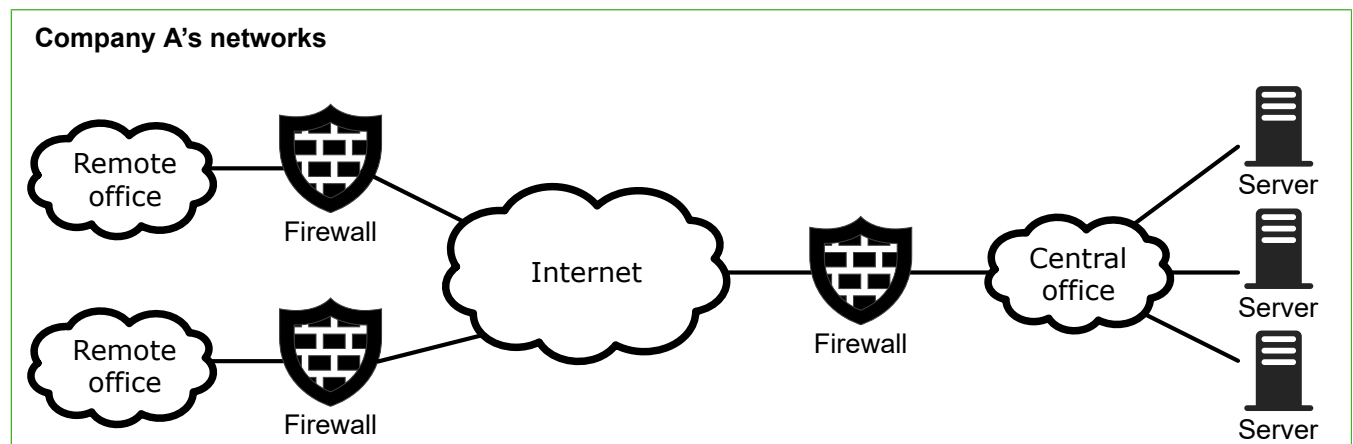 Company A’s networks
Remote
office
Firewall
Remote
office
Firewall
Internet
Firewall
Central
office
Server
Server
Server